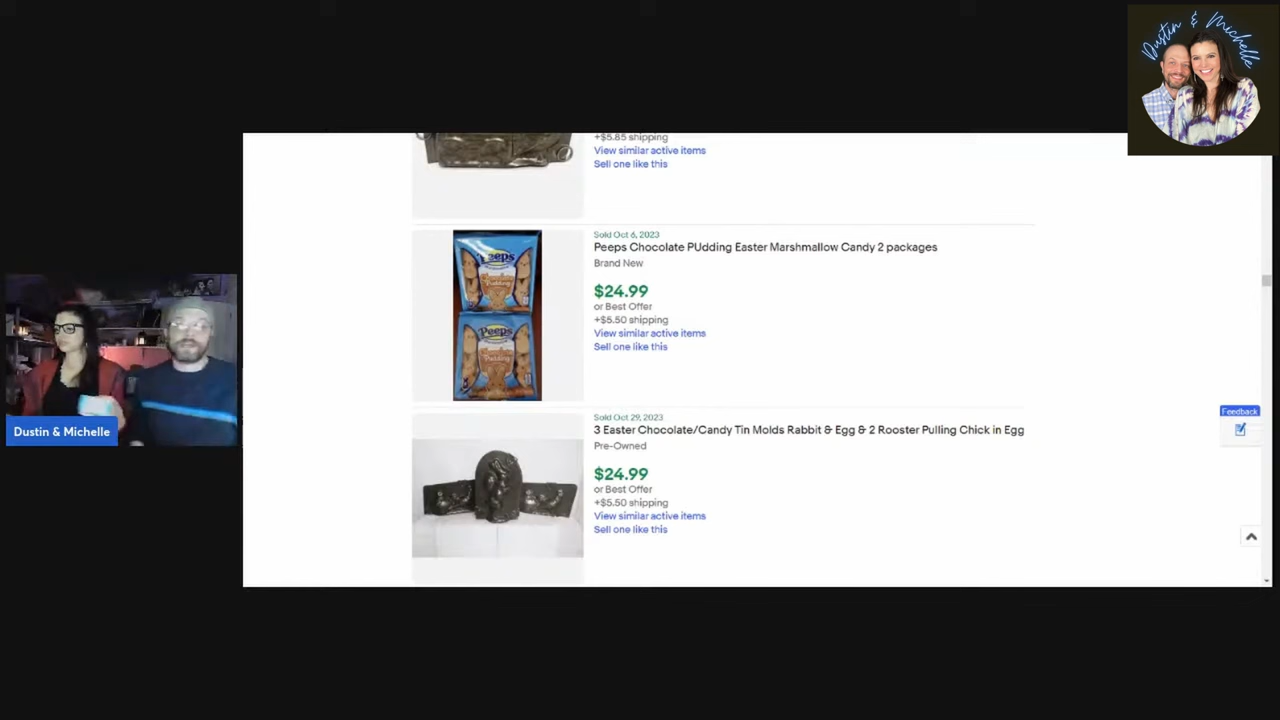 Dustin & Michelle
+$5.85 shipping
View similar active items
Sell one like this
Sold Oct 6, 2023
Peeps Chocolate PUdding Easter Marshmallow Candy 2 packages
Brand New
$24.99
or Best Offer
+$5.50 shipping
View similar active items
Sell one like this
Peeps
Pudding
Peeps
Pudding
Sold Oct 29, 2023
3 Easter Chocolate/Candy Tin Molds Rabbit & Egg & 2 Rooster Pulling Chick in Egg
Pre-Owned
$24.99
or Best Offer
+$5.50 shipping
View similar active items
Sell one like this
Feedback
Dustin & Michelle